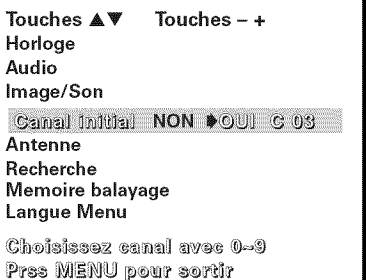 Touches ▲▼ Touches – +
Horloge
Audio
Image/Son
Canal initial NON ➧OUI C 03
Antenne
Recherche
Memoire balayage
Langue Menu
Choisissez canal avec 0~9
Prss MENU pour sortir